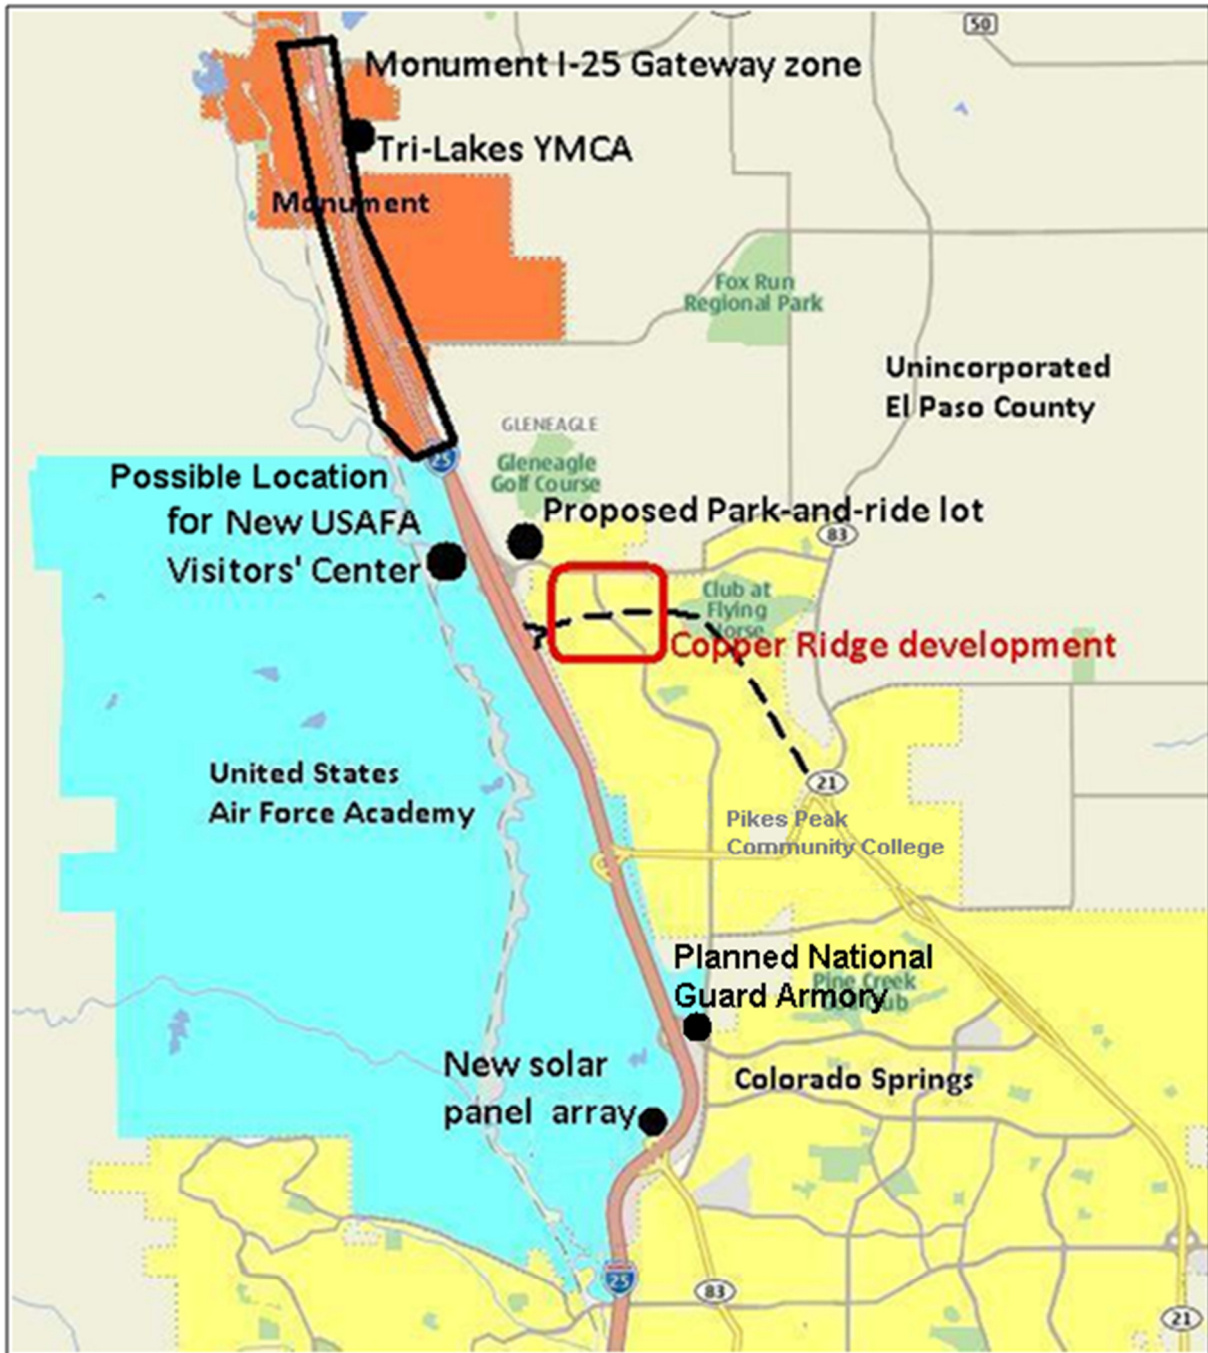 50
Monument I-25 Gateway zone
Tri-Lakes YMCA
Monument
Fox Run
Regional Park
Unincorporated
El Paso County
GLENEAGLE
Gleneagle
Golf Course
25
Possible Location
for New USAFA
Visitors' Center
Proposed Park-and-ride lot
83
Club at
Flying
Horse
Copper Ridge development
United States
Air Force Academy
21
Pikes Peak
Community College
Planned National
Guard Armory
Pine Creek
Club
New solar
panel array
Colorado Springs
25
83
21